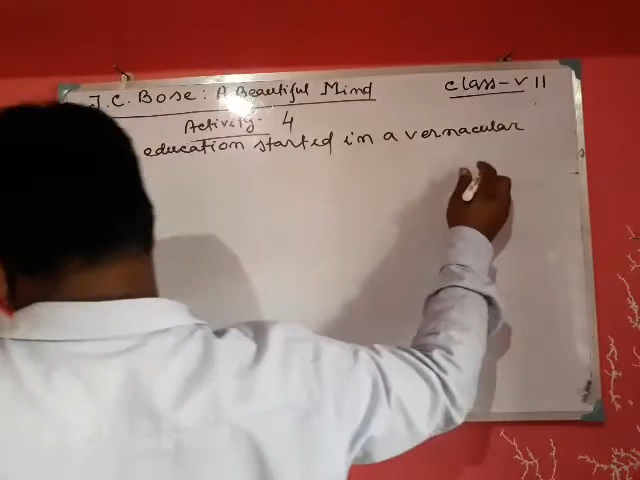 J. C. Bose: A Beautiful Mind
Class-VII
Activity- 4
education started in a vernacular